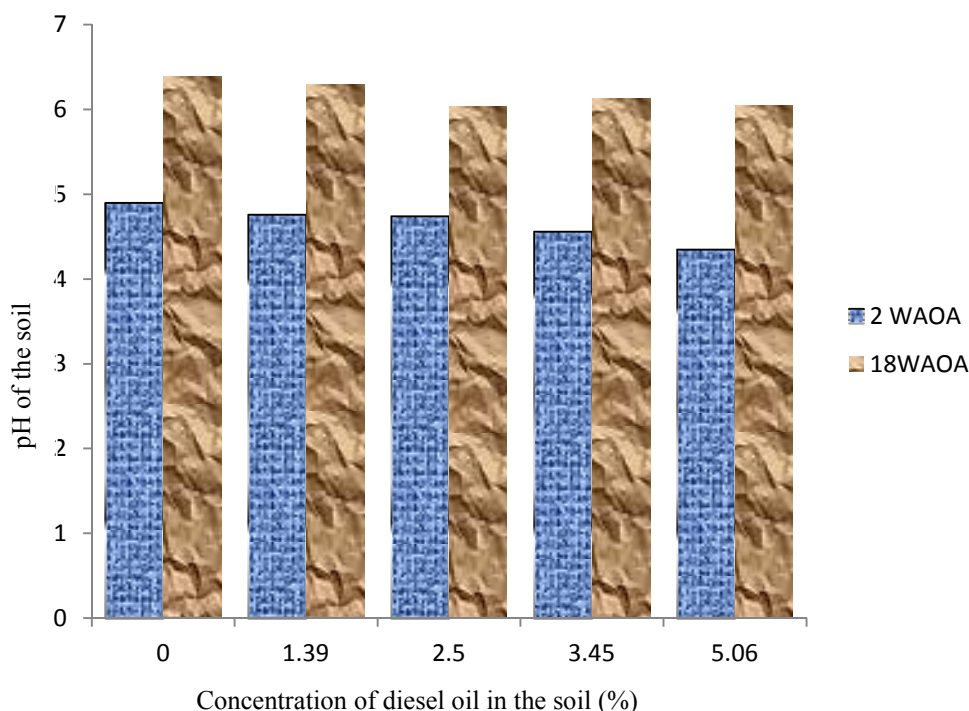 7
6
5
4
3
2
1
0
pH of the soil
0 1.39 2.5 3.45 5.06
Concentration of diesel oil in the soil (%)
2 WAOA
18WAOA